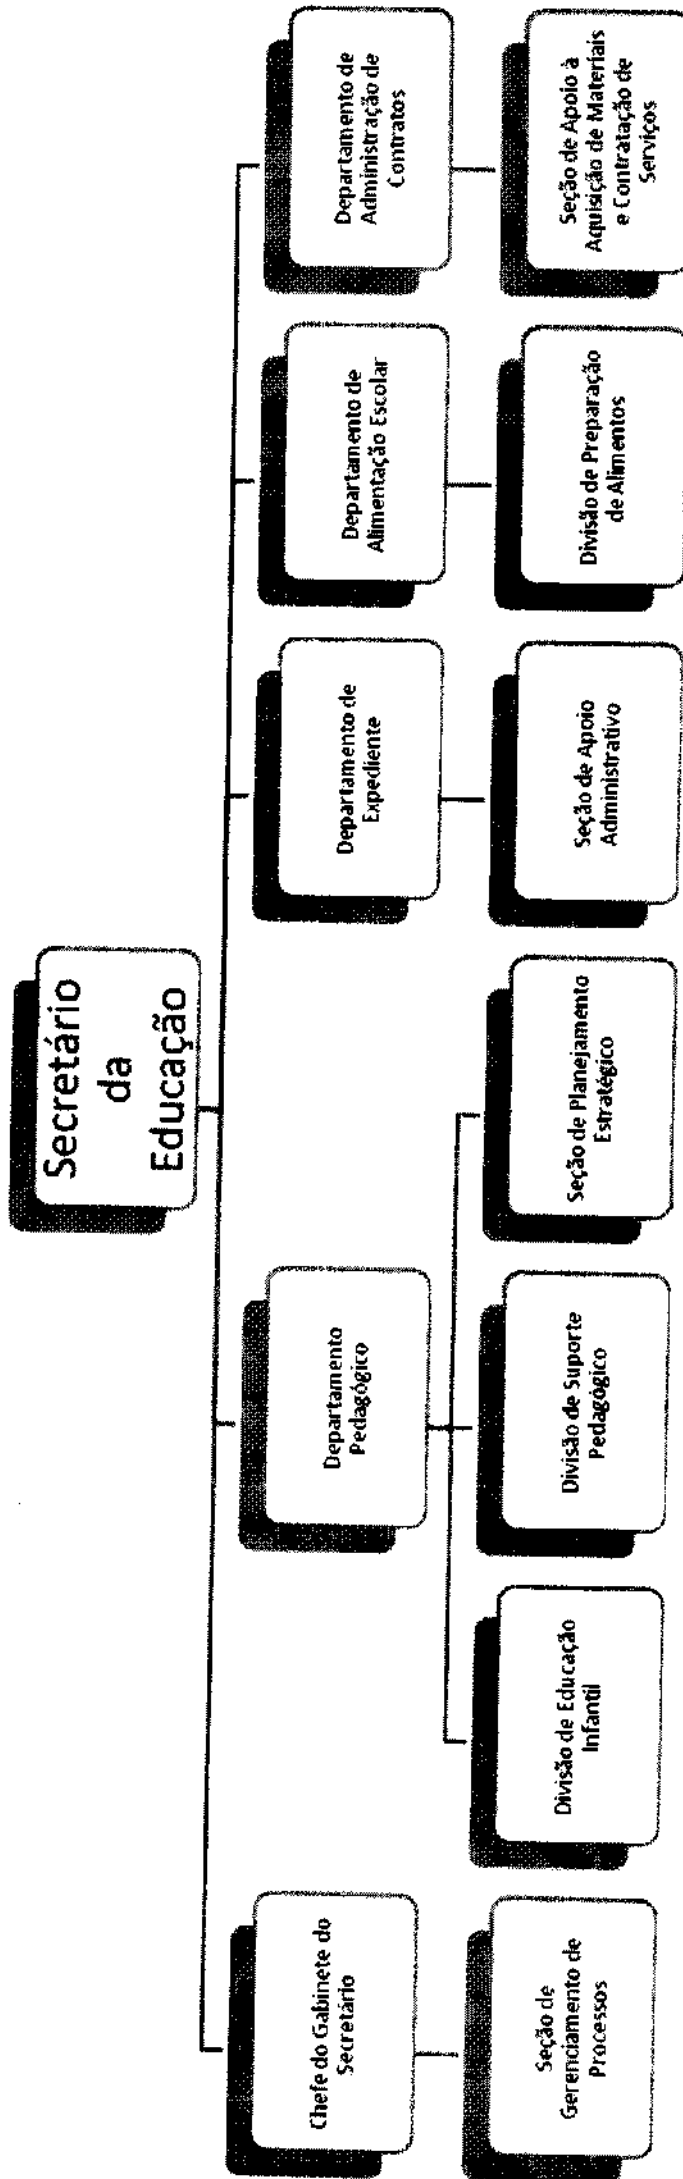 Secretário
da
Educação
Chefe do Gabinete do
Secretário
Departamento
Pedagógico
Departamento de
Expediente
Departamento de
Alimentação Escolar
Departamento de
Administração de
Contratos
Seção de
Gerenciamento de
Processos
Divisão de Educação
Infantil
Divisão de Suporte
Pedagógico
Seção de Planejamento
Estratégico
Seção de Apoio
Administrativo
Divisão de Preparação
de Alimentos
Seção de Apoio à
Aquisição de Materiais
e Contratação de
Serviços